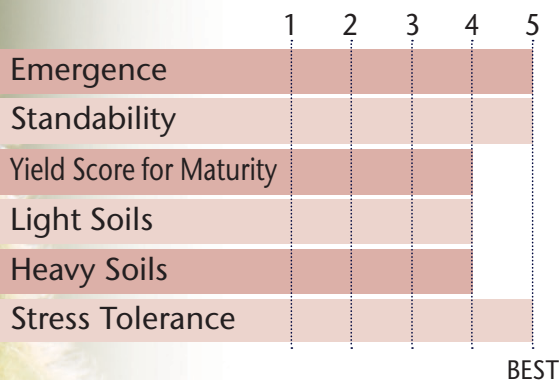 1 2 3 4 5
Emergence
Standability
Yield Score for Maturity
Light Soils
Heavy Soils
Stress Tolerance
BEST